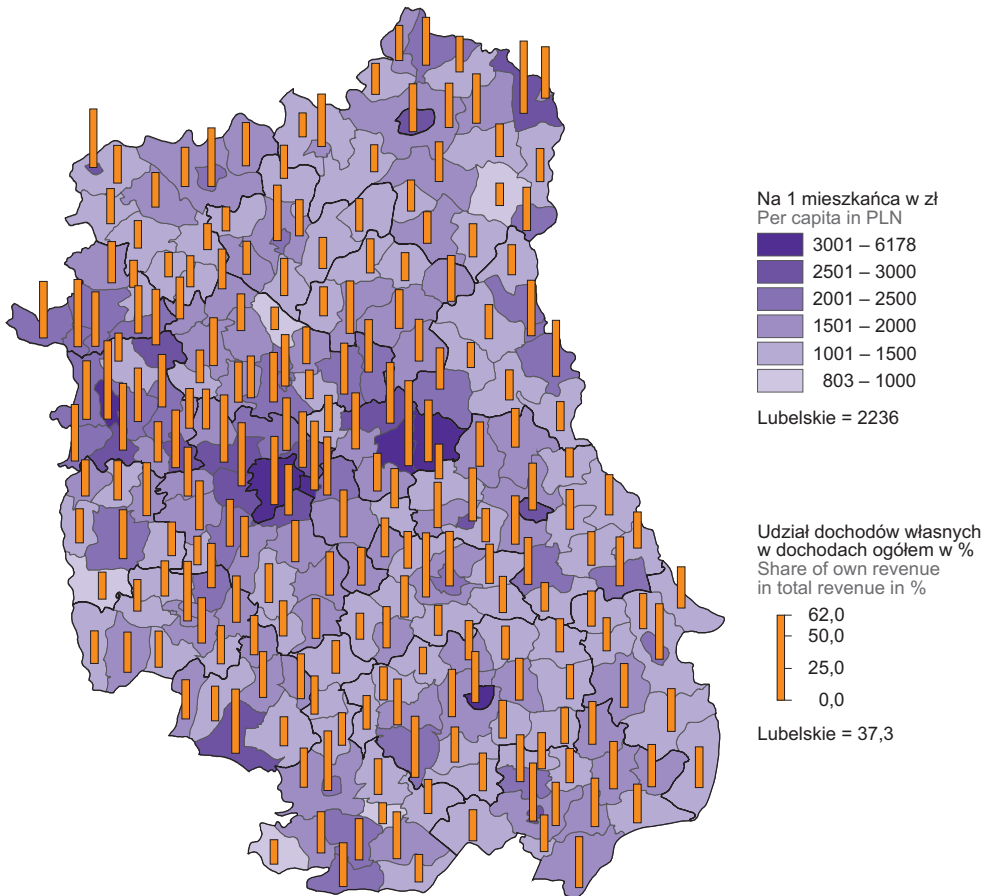 Na 1 mieszkańca w zł
Per capita in PLN
3001 – 6178
2501 – 3000
2001 – 2500
1501 – 2000
1001 – 1500
803 – 1000
Lubelskie = 2236
Udział dochodów własnych
w dochodach ogółem w %
Share of own revenue
in total revenue in %
62,0
50,0
25,0
0,0
Lubelskie = 37,3